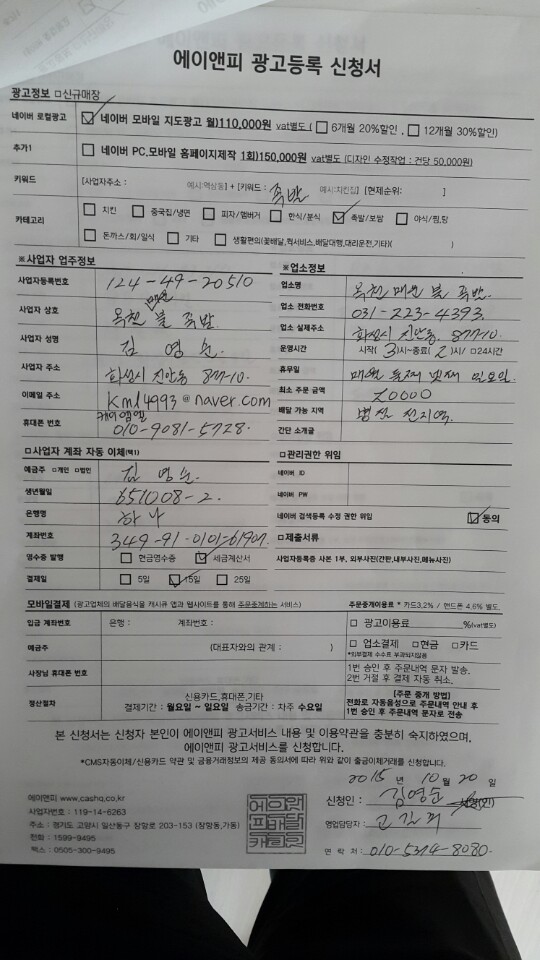 에이앤피 광고등록 신청서
광고정보 □신규매장
네이버 로컬광고 ☑ 네이버 모바일 지도광고 월)110,000원 vat별도 ( □ 6개월 20%할인 , □ 12개월 30%할인)
추가1 □ 네이버 PC,모바일 홈페이지제작 1회)150,000원 vat별도 (디자인 수정작업 : 건당 50,000원)
키워드 [사업자주소 : 예시:역삼동] + [키워드 : 족발 예시:치킨집] [현재순위: ]
카테고리 □ 치킨 □ 중국집/냉면 □ 피자/햄버거 □ 한식/분식 ☑ 족발/보쌈 □ 야식/찜,탕
□ 돈까스/회/일식 □ 기타 □ 생활편의(꽃배달,퀵서비스,배달대행,대리운전,기타)( )
※사업자 업주정보
사업자등록번호 124-49-20510
사업자 상호 옥천 매운 불 족발
사업자 성명 김 영순
사업자 주소 화성시 진안동 877-10.
이메일 주소 kml4993@naver.com
케이엠엘
휴대폰 번호 010-9081-5728.
※업소정보
업소명 옥천 매운 불 족발
업소 전화번호 031-223-4393
업소 실제주소 화성시 진안동. 877-10.
운영시간 시작( 3 )시~종료( 2 )시/ □24시간
휴무일 매월 둘째 넷째 일요일.
최소 주문 금액 20000
배달 가능 지역 병점 전지역.
간단 소개글
□사업자 계좌 자동 이체(택1)
예금주 □개인 □법인 김 영순.
생년월일 651008-2.
은행명 하나
계좌번호 349-91-0101-61907.
영수증 발행 □ 현금영수증 ☑ 세금계산서
결제일 □ 5일 ☑ 15일 □ 25일
□관리권한 위임
네이버 ID
네이버 PW
네이버 검색등록 수정 권한 위임 ☑ 동의
□제출서류
사업자등록증 사본 1부, 외부사진(간판,내부사진,메뉴사진)
모바일결제 (광고업체의 배달음식을 캐시큐 앱과 웹사이트를 통해 주문중계하는 서비스) 주문중개이용료 * 카드3.2% / 핸드폰 4.6% 별도.
입금 계좌번호 은행 : 계좌번호 : □ 광고이용료 %(vat별도)
예금주 (대표자와의 관계 : ) □ 업소결제 □현금 □카드
*외부결제 수수료 부과되지않음
사장님 휴대폰 번호 1번 승인 후 주문내역 문자 발송.
2번 거절 후 결제 자동 취소.
정산절차 신용카드,휴대폰,기타
결제기간 : 월요일 ~ 일요일 송금기간 : 차주 수요일
[주문 중개 방법]
전화로 자동음성으로 주문내역 안내 후
1번 승인 후 주문내역 문자로 전송
본 신청서는 신청자 본인이 에이앤피 광고서비스 내용 및 이용약관을 충분히 숙지하였으며,
에이앤피 광고서비스를 신청합니다.
*CMS자동이체/신용카드 약관 및 금융거래정보의 제공 동의서에 따라 위와 같이 출금이체거래를 신청합니다.
2015 년 10 월 20 일
신청인 : 김영순
영업담당자 :
연 락 처 : 010-5374-8080.
에이앤피 www.cashq.co.kr
사업자번호 : 119-14-6263
주소 : 경기도 고양시 일산동구 장항로 203-153 (장항동,가동)
전화 : 1599-9495
팩스 : 0505-300-9495
에이앤
피배달
캐쉬큐